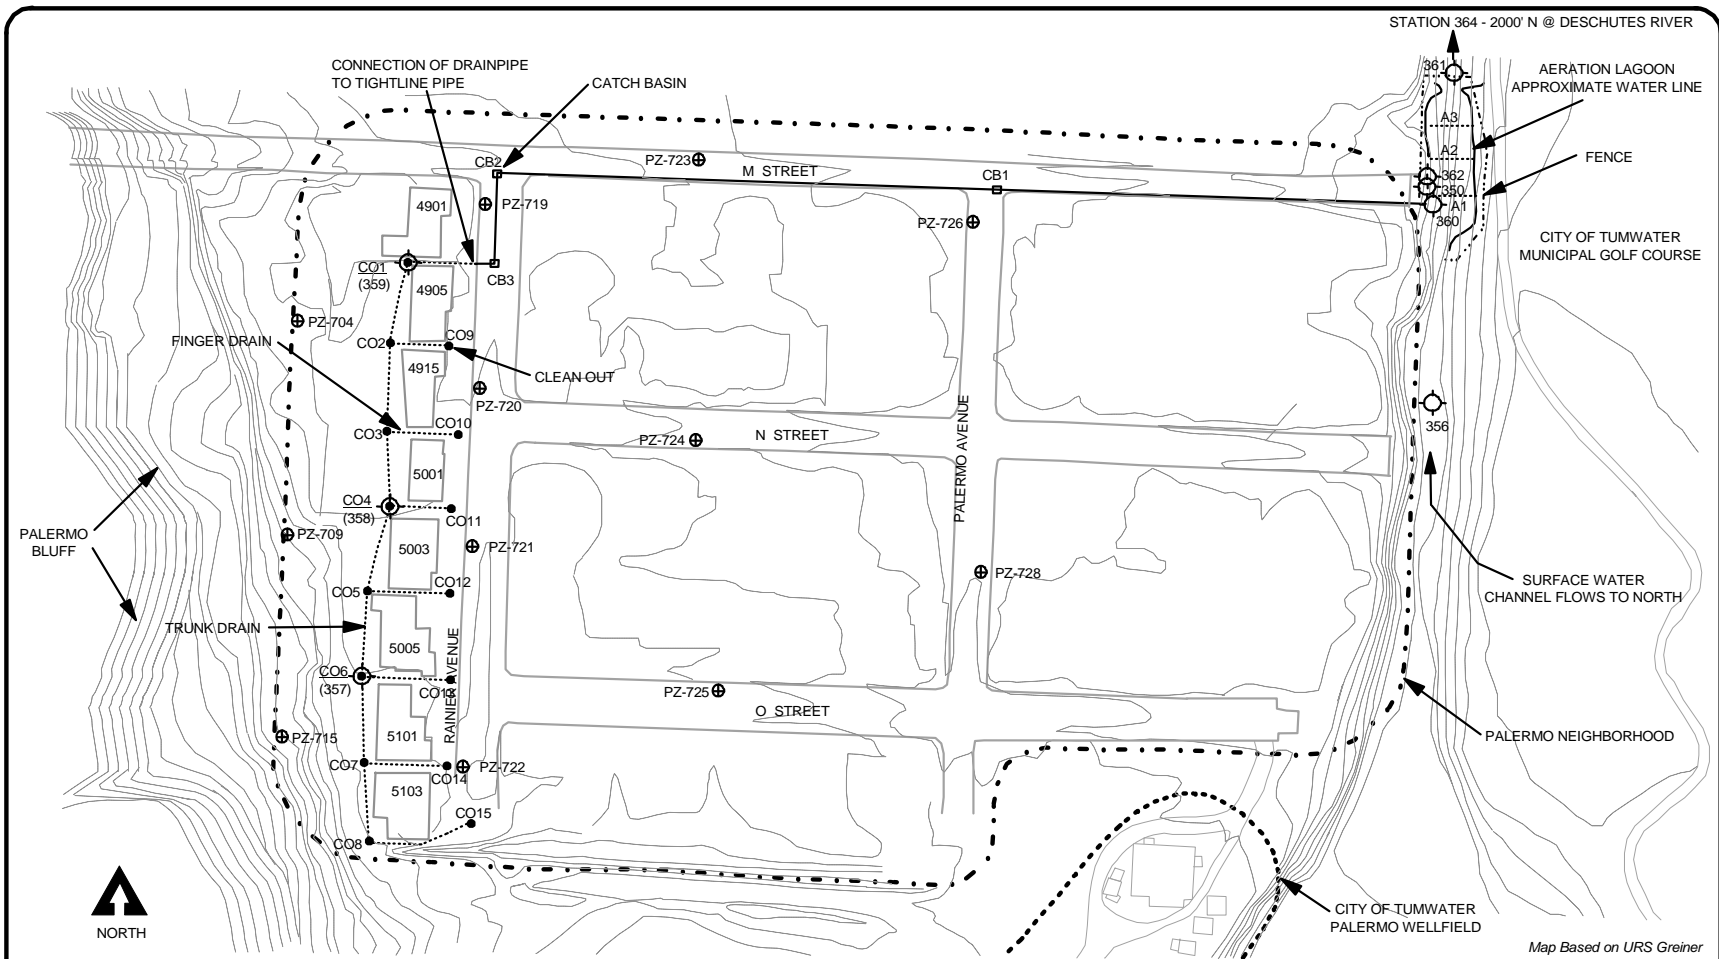 STATION 364 - 2000' N @ DESCHUTES RIVER
CONNECTION OF DRAINPIPE
TO TIGHTLINE PIPE
CATCH BASIN
361
AERATION LAGOON
APPROXIMATE WATER LINE
A3
A2
FENCE
CB2
PZ-723
M STREET
CB1
362
350
A1
360
4901
PZ-719
PZ-726
CITY OF TUMWATER
MUNICIPAL GOLF COURSE
CO1
(359)
CB3
4905
PZ-704
FINGER DRAIN
CO2
CO9
4915
CLEAN OUT
PZ-720
CO3
CO10
PZ-724
N STREET
PALERMO AVENUE
356
5001
CO4
(358)
CO11
PALERMO
BLUFF
PZ-709
5003
PZ-721
PZ-728
CO5
CO12
SURFACE WATER
CHANNEL FLOWS TO NORTH
TRUNK DRAIN
5005
RAINIER AVENUE
CO6
(357)
CO13
PZ-725
O STREET
PZ-715
5101
PALERMO NEIGHBORHOOD
CO7
CO14
PZ-722
5103
CO15
CO8
NORTH
CITY OF TUMWATER
PALERMO WELLFIELD
Map Based on URS Greiner